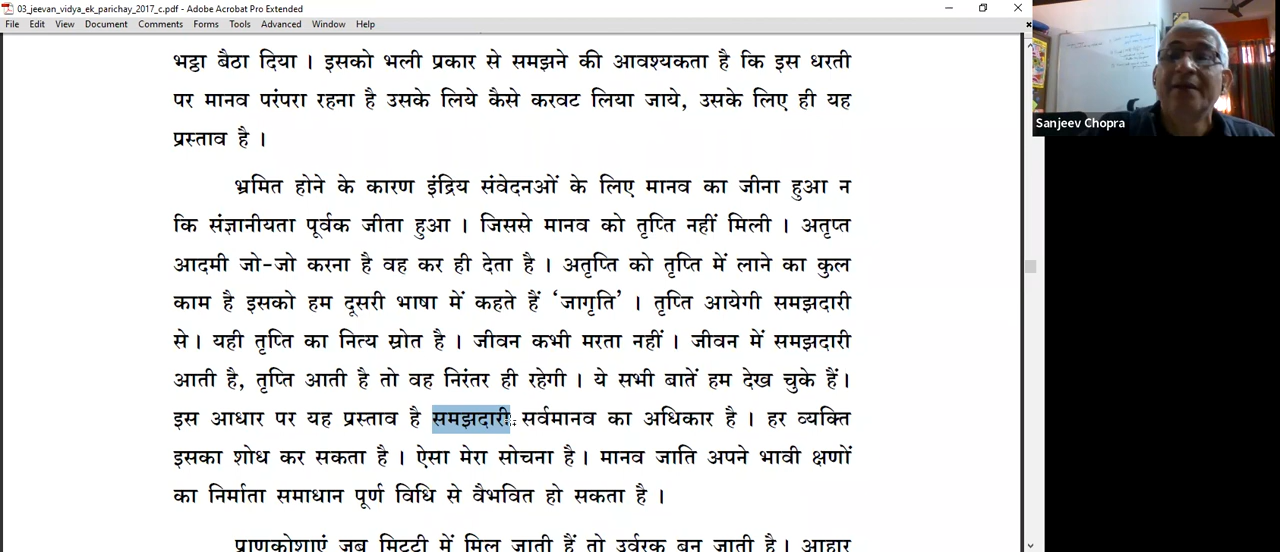 03_jeevan_vidya_ek_parichay_2017_c.pdf - Adobe Acrobat Pro Extended
File Edit View Document Comments Forms Tools Advanced Window Help
भट्ठा बैठा दिया । इसको भली प्रकार से समझने की आवश्यकता है कि इस धरती
पर मानव परंपरा रहना है उसके लिये कैसे करवट लिया जाये, उसके लिए ही यह
प्रस्ताव है ।
भ्रमित होने के कारण इंद्रिय संवेदनओं के लिए मानव का जीना हुआ न
कि संज्ञानीयता पूर्वक जीता हुआ । जिससे मानव को तृप्ति नहीं मिली । अतृप्त
आदमी जो-जो करना है वह कर ही देता है । अतृप्ति को तृप्ति में लाने का कुल
काम है इसको हम दूसरी भाषा में कहते हैं ‘जागृति’ । तृप्ति आयेगी समझदारी
से । यही तृप्ति का नित्य स्रोत है । जीवन कभी मरता नहीं । जीवन में समझदारी
आती है, तृप्ति आती है तो वह निरंतर ही रहेगी । ये सभी बातें हम देख चुके हैं।
इस आधार पर यह प्रस्ताव है समझदारी सर्वमानव का अधिकार है । हर व्यक्ति
इसका शोध कर सकता है । ऐसा मेरा सोचना है । मानव जाति अपने भावी क्षणों
का निर्माता समाधान पूर्ण विधि से वैभवित हो सकता है ।
प्राणकोशाएं जब मिट्टी में मिल जाती हैं तो उर्वरक बन जाती है । आहार
Sanjeev Chopra